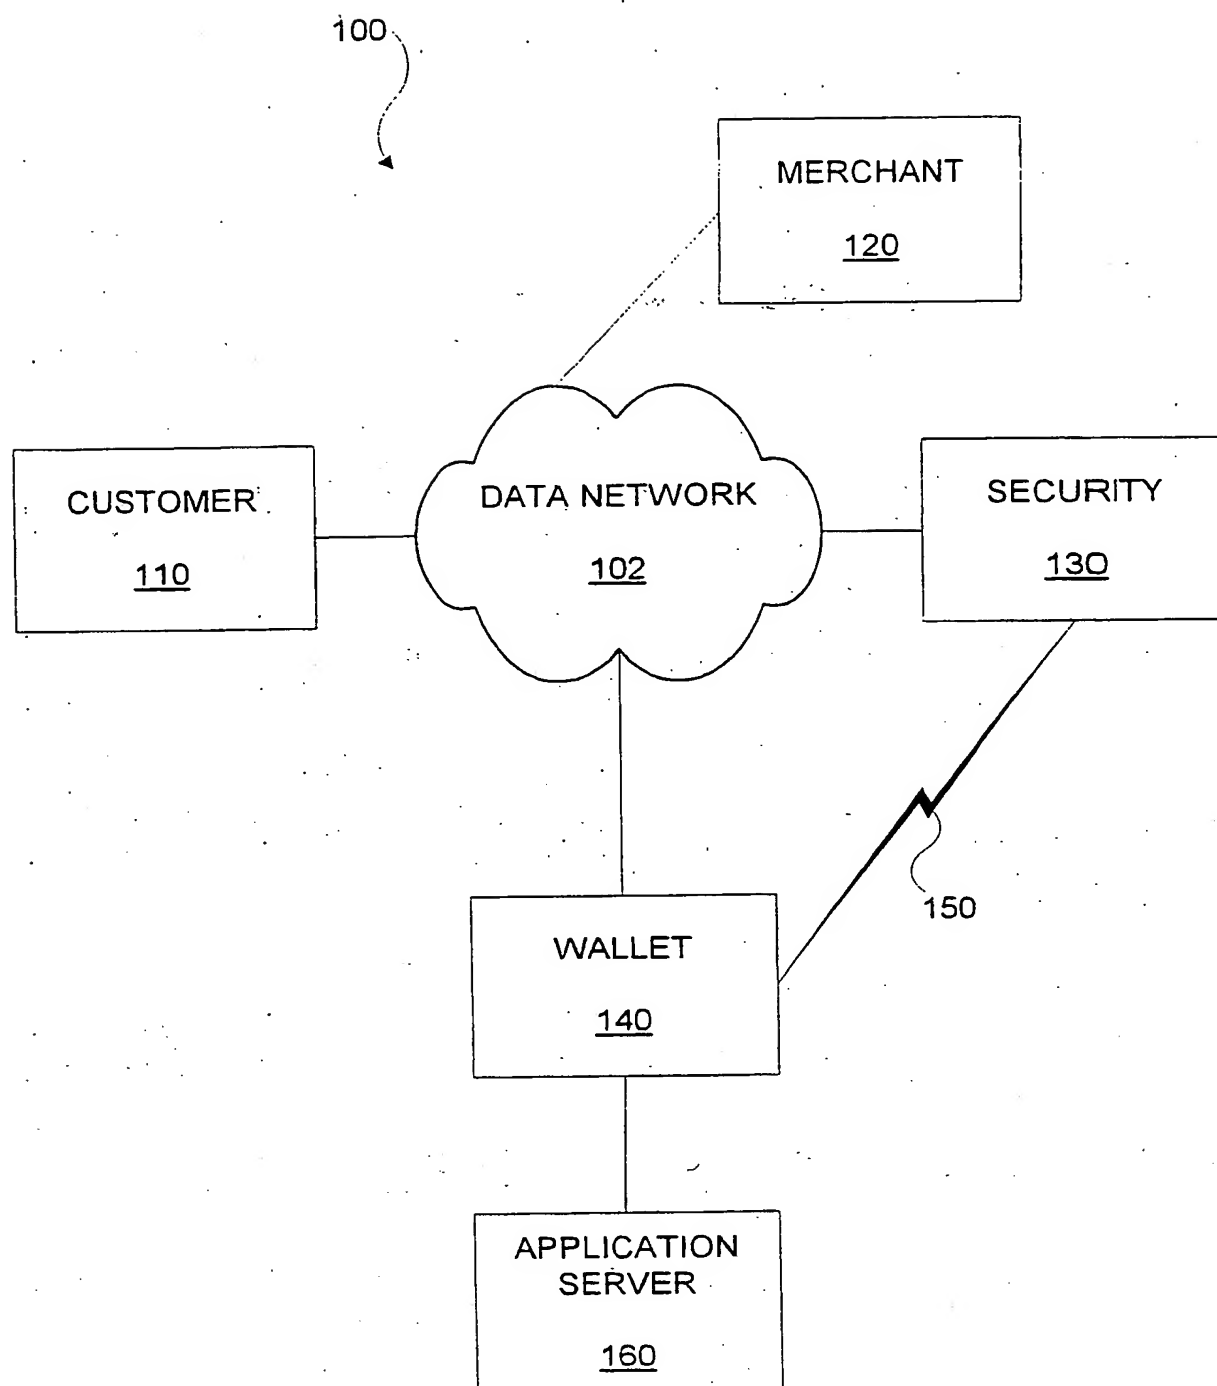 100
MERCHANT
120
CUSTOMER
110
DATA NETWORK
102
SECURITY
130
150
WALLET
140
APPLICATION
SERVER
160